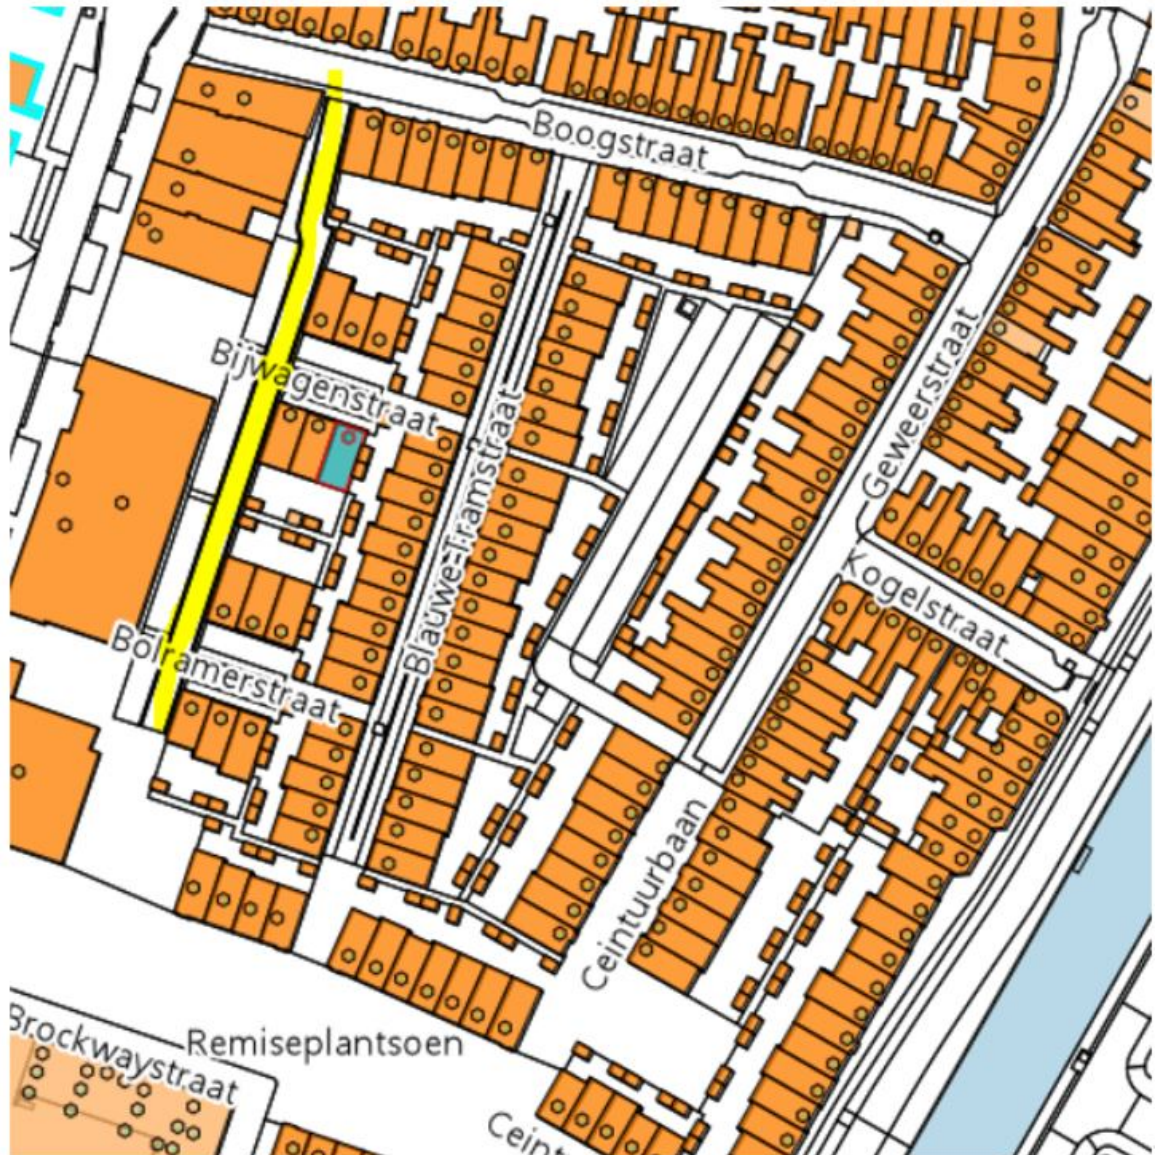 Boogstraat
Geweerstraat
Bijwagenstraat
Blauwe-Tramstraat
Kogelstraat
Bolramerstraat
Ceintuurbaan
Remiseplantsoen
Brockwaystraat
Ceint